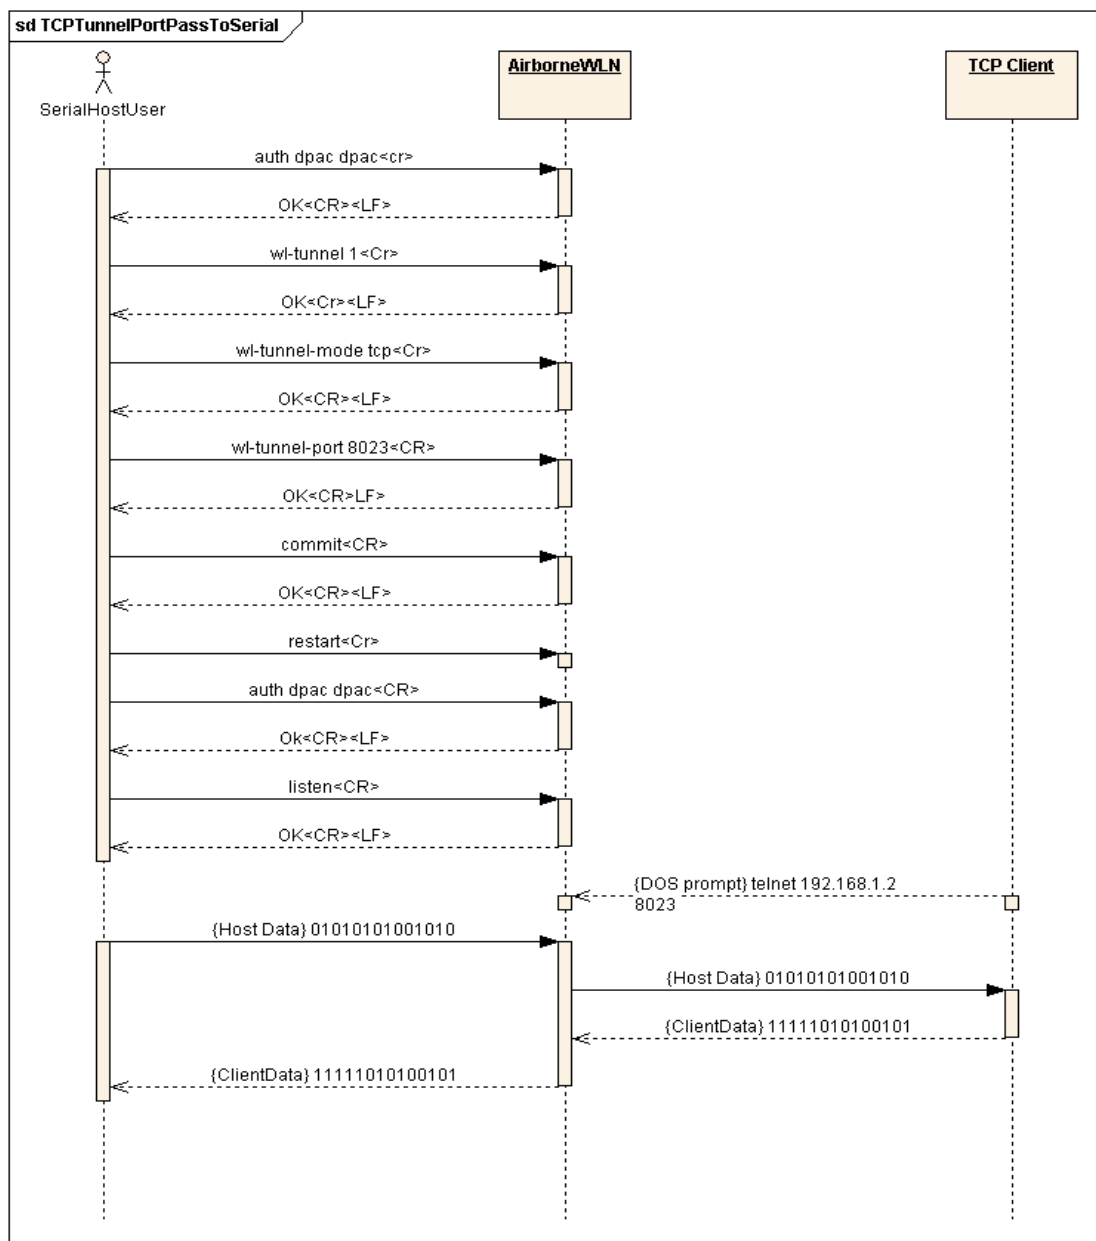 sd TCPTunnelPortPassToSerial
SerialHostUser
AirborneWLN
TCP Client
auth dpac dpac<cr>
OK<CR><LF>
wl-tunnel 1<Cr>
OK<Cr><LF>
wl-tunnel-mode tcp<Cr>
OK<CR><LF>
wl-tunnel-port 8023<CR>
OK<CR>LF>
commit<CR>
OK<CR><LF>
restart<Cr>
auth dpac dpac<CR>
Ok<CR><LF>
listen<CR>
OK<CR><LF>
{DOS prompt} telnet 192.168.1.2
8023
{Host Data} 01010101001010
{Host Data} 01010101001010
{ClientData} 11111010100101
{ClientData} 11111010100101